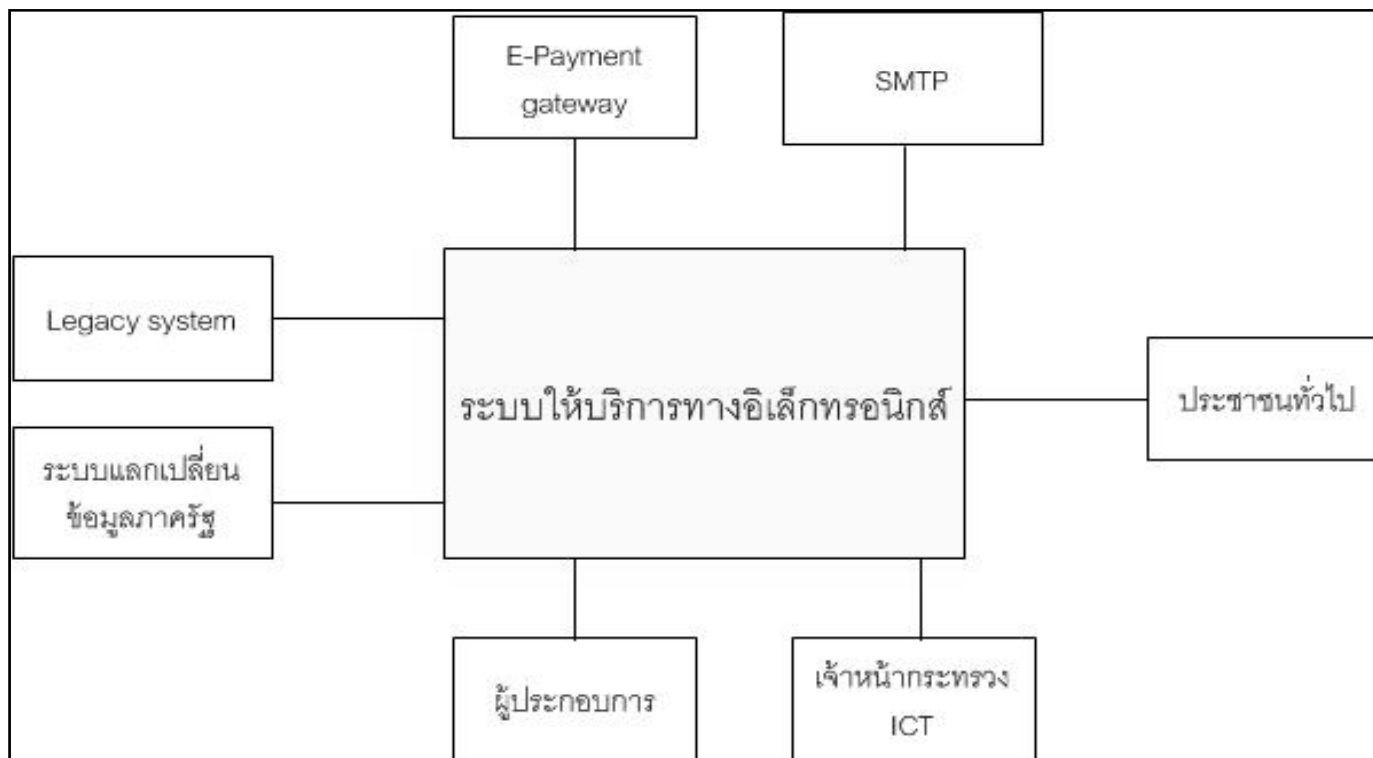 E-Payment
gateway
SMTP
Legacy system
ระบบให้บริการทางอิเล็กทรอนิกส์
ประชาชนทั่วไป
ระบบแลกเปลี่ยน
ข้อมูลภาครัฐ
ผู้ประกอบการ
เจ้าหน้ากระทรวง
ICT